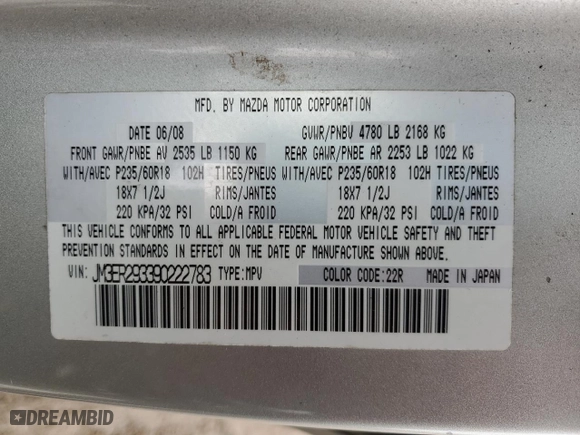 MFD. BY MAZDA MOTOR CORPORATION
DATE 06/08 GVWR/PNBV 4780 LB 2168 KG
FRONT GAWR/PNBE AV 2535 LB 1150 KG REAR GAWR/PNBE AR 2253 LB 1022 KG
WITH/AVEC P235/60R18 102H TIRES/PNEUS WITH/AVEC P235/60R18 102H TIRES/PNEUS
18X7 1/2J RIMS/JANTES 18X7 1/2J RIMS/JANTES
220 KPA/32 PSI COLD/A FROID 220 KPA/32 PSI COLD/A FROID
THIS VEHICLE CONFORMS TO ALL APPLICABLE FEDERAL MOTOR VEHICLE SAFETY AND THEFT
PREVENTION STANDARDS IN EFFECT ON THE DATE OF MANUFACTURE SHOWN ABOVE.
VIN: JM3ER293390222783 TYPE:MPV COLOR CODE:22R MADE IN JAPAN
DREAMBID